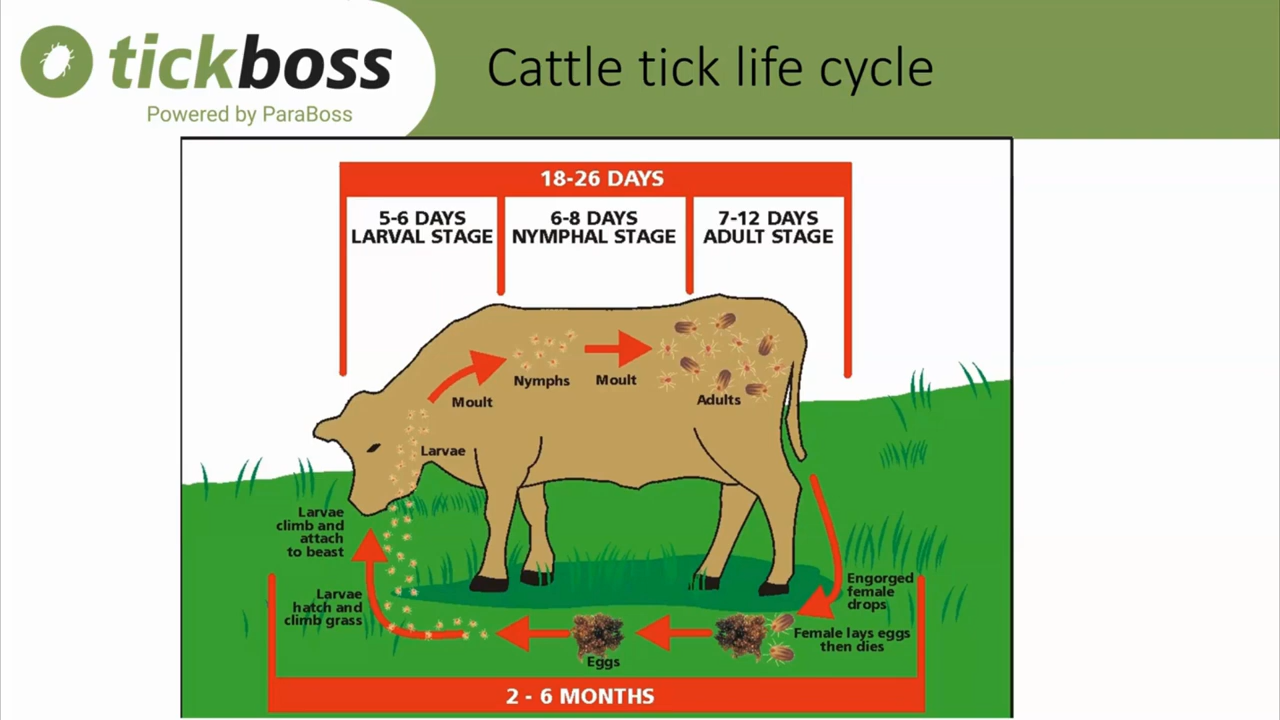 tickboss
Powered by ParaBoss
Cattle tick life cycle
18-26 DAYS
5-6 DAYS
LARVAL STAGE
6-8 DAYS
NYMPHAL STAGE
7-12 DAYS
ADULT STAGE
Nymphs
Moult
Moult
Adults
Larvae
Larvae
climb and
attach
to beast
Larvae
hatch and
climb grass
Engorged
female
drops
Female lays eggs
then dies
Eggs
2 - 6 MONTHS